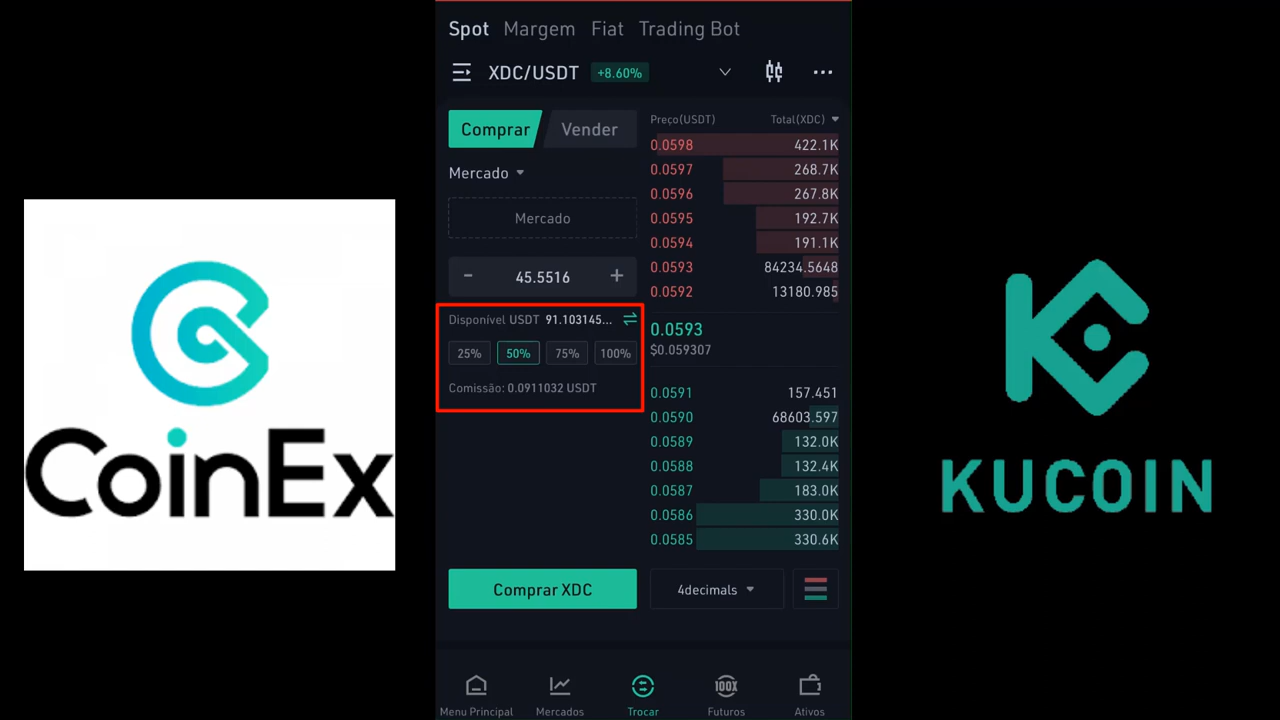 Spot Margem Fiat Trading Bot
XDC/USDT +8.60%
Comprar Vender
Mercado
Mercado
- 45.5516 +
Disponível USDT 91.103145...
25% 50% 75% 100%
Comissão: 0.0911032 USDT
Preço(USDT) Total(XDC)
0.0598 422.1K
0.0597 268.7K
0.0596 267.8K
0.0595 192.7K
0.0594 191.1K
0.0593 84234.5648
0.0592 13180.985
0.0593
$0.059307
0.0591 157.451
0.0590 68603.597
0.0589 132.0K
0.0588 132.4K
0.0587 183.0K
0.0586 330.0K
0.0585 330.6K
Comprar XDC
4decimals
100X
Menu Principal Mercados Trocar Futuros Ativos
CoinEx
KUCOIN